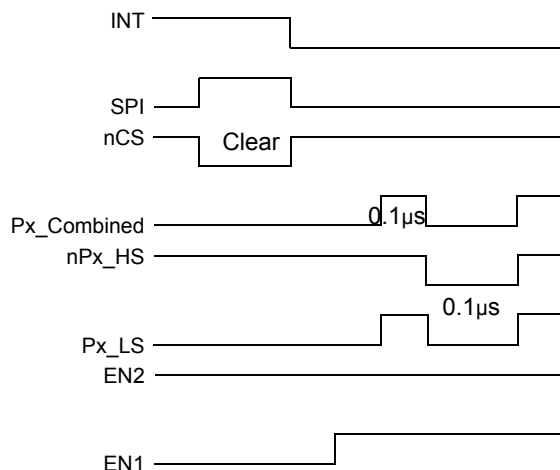 INT
SPI
nCS
Clear
Px_Combined
0.1µs
nPx_HS
0.1µs
Px_LS
EN2
EN1